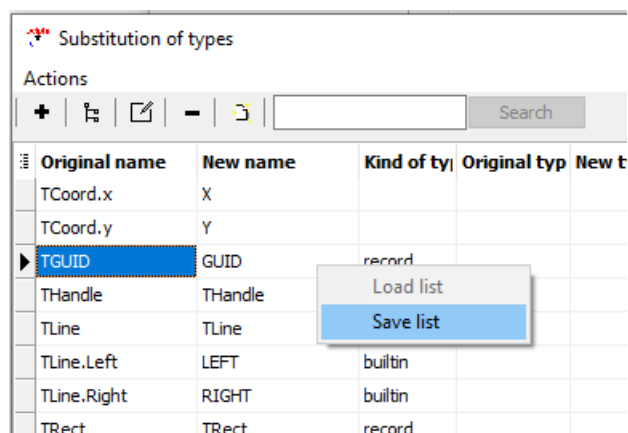 Substitution of types
Actions
Search
Original name New name Kind of ty Original typ New t
TCoord.x X
TCoord.y Y
TGUID GUID record
THandle THandle
Load list
TLine TLine
Save list
TLine.Left LEFT builtin
TLine.Right RIGHT builtin
TRect TRect record